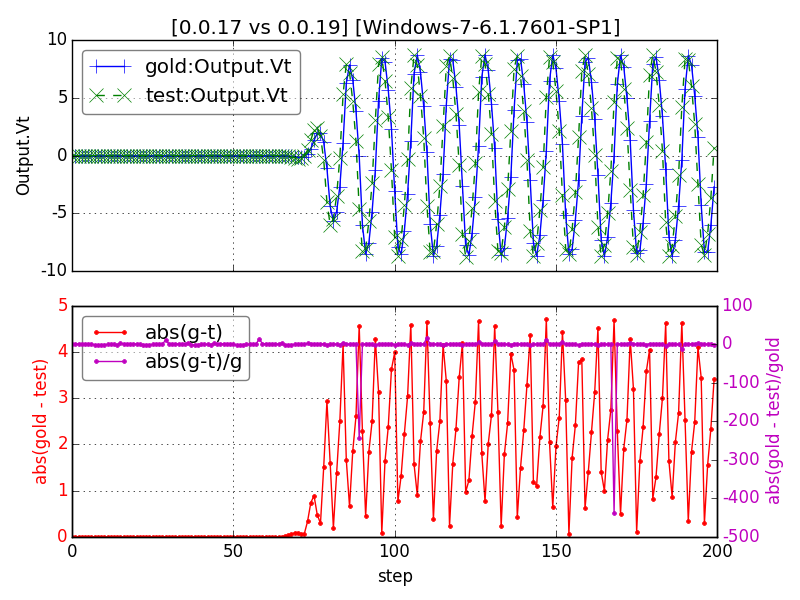 [0.0.17 vs 0.0.19] [Windows-7-6.1.7601-SP1]
10
5
0
-5
-10
Output.Vt
gold:Output.Vt
test:Output.Vt
5
4
3
2
1
0
abs(gold - test)
abs(g-t)
abs(g-t)/g
100
0
-100
-200
-300
-400
-500
abs(gold - test)/gold
0
50
100
150
200
step